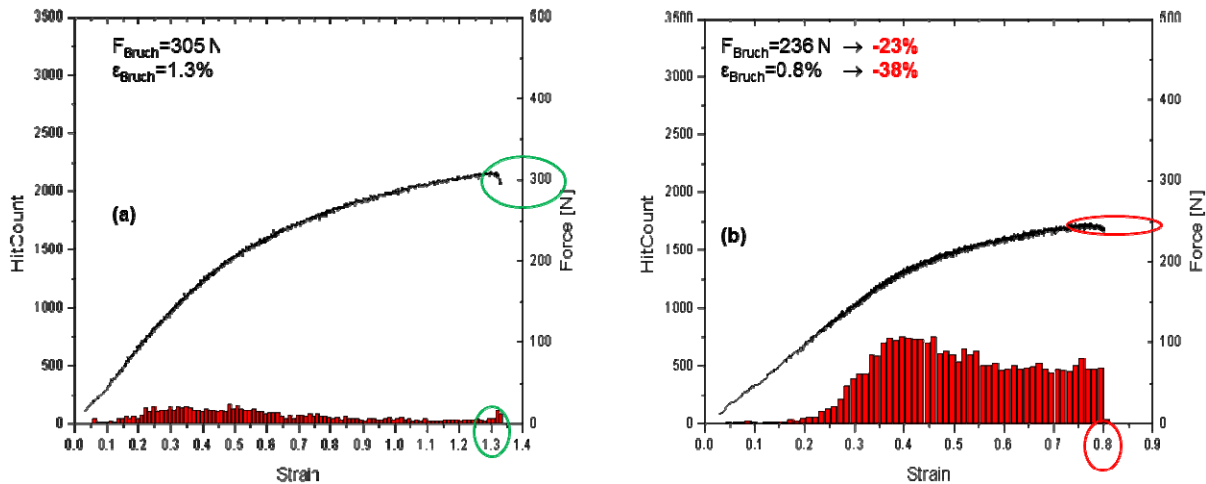 F_Bruch=305 N
ε_Bruch=1.3%
(a)
HitCount
3500
3000
2500
2000
1500
1000
500
0
500
400
300
200
100
0
Force [N]
0.0 0.1 0.2 0.3 0.4 0.5 0.6 0.7 0.8 0.9 1.0 1.1 1.2 1.3 1.4
Strain
F_Bruch=236 N → -23%
ε_Bruch=0.8% → -38%
(b)
HitCount
3500
3000
2500
2000
1500
1000
500
0
500
400
300
200
100
0
Force [N]
0.0 0.1 0.2 0.3 0.4 0.5 0.6 0.7 0.8 0.9
Strain